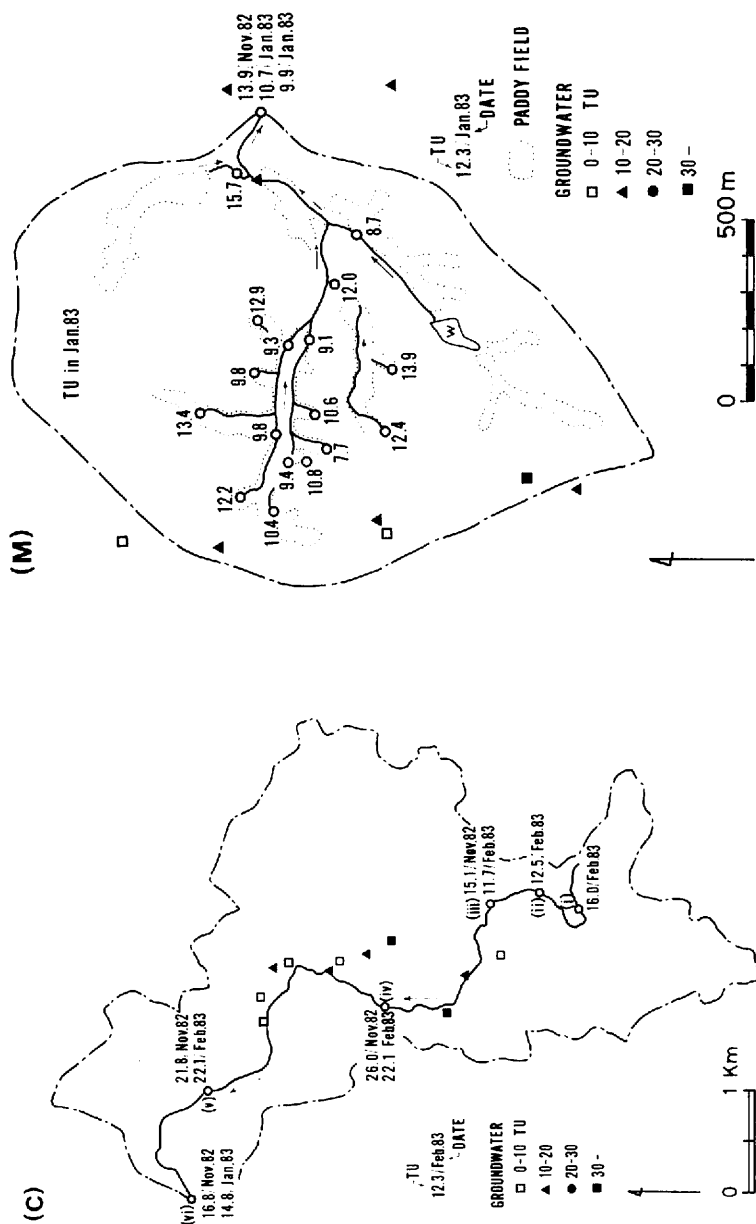 (C)
(vi)
16.8/Nov.82
14.8/Jan.83
21.8/Nov.82
22.1/Feb.83
(v)
26.0/Nov.82
22.1 Feb.83
(iv)
(iii) 15.1/Nov.82
11.7/Feb.83
12.5/Feb.83
(ii)
(i)
16.0/Feb.83
TU
12.3/Feb.83
DATE
GROUNDWATER
0-10 TU
10-20
20-30
30-
0
1 Km
(M)
TU in Jan.83
13.9/Nov.82
10.7/Jan.83
9.9/Jan.83
15.7
8.7
12.9
12.0
9.3
9.1
9.8
13.4
10.6
13.9
9.8
7.7
12.4
9.4
10.8
12.2
10.4
W
TU
12.3/Jan.83
DATE
PADDY FIELD
GROUNDWATER
0-10 TU
10-20
20-30
30-
0
500 m